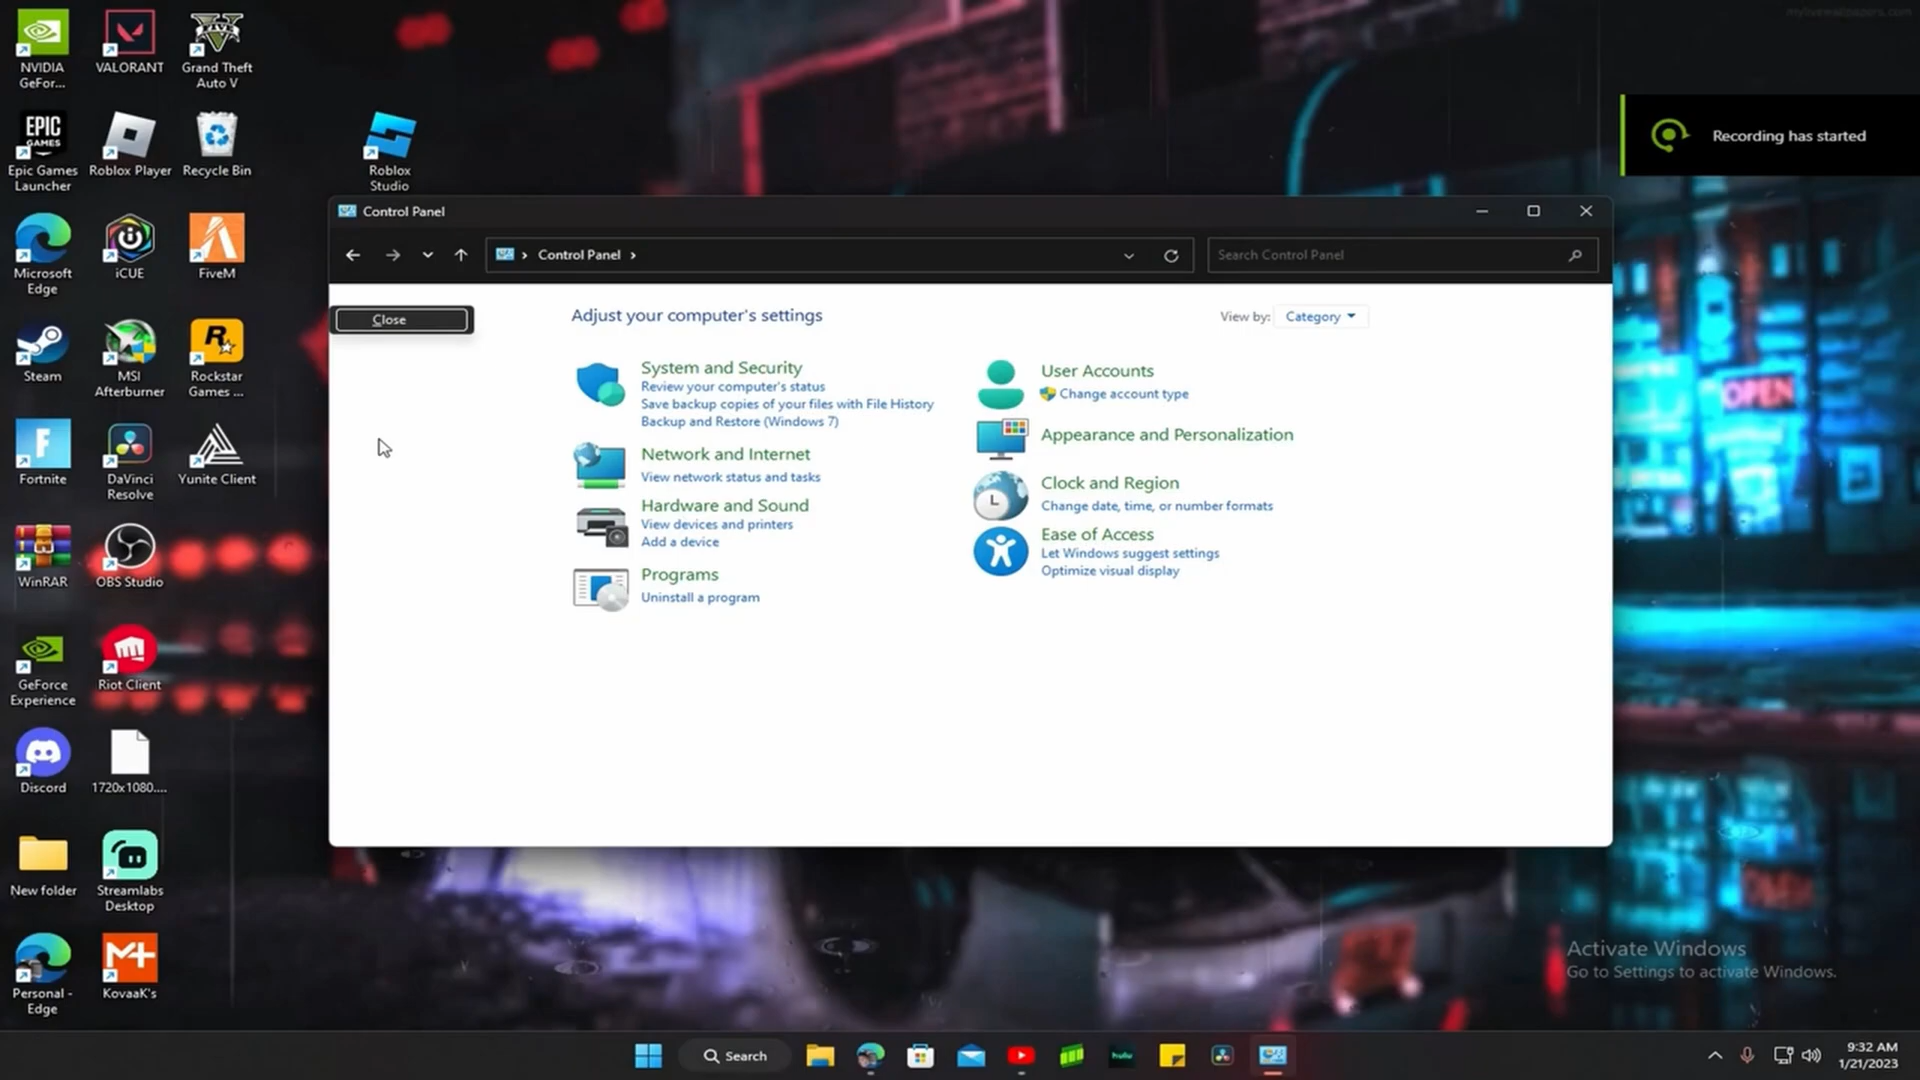 mylivewallpapers.com
NVIDIA
GeFor...
VALORANT
Grand Theft
Auto V
EPIC
GAMES
Epic Games
Launcher
Roblox Player
Recycle Bin
Roblox
Studio
Recording has started
Microsoft
Edge
iCUE
FiveM
Control Panel
Control Panel
Search Control Panel
Close
Adjust your computer's settings
View by:
Category
System and Security
Review your computer's status
Save backup copies of your files with File History
Backup and Restore (Windows 7)
Network and Internet
View network status and tasks
Hardware and Sound
View devices and printers
Add a device
Programs
Uninstall a program
User Accounts
Change account type
Appearance and Personalization
Clock and Region
Change date, time, or number formats
Ease of Access
Let Windows suggest settings
Optimize visual display
Steam
MSI
Afterburner
Rockstar
Games ...
Fortnite
DaVinci
Resolve
Yunite Client
WinRAR
OBS Studio
GeForce
Experience
Riot Client
Discord
1720x1080....
New folder
Streamlabs
Desktop
Personal -
Edge
KovaaK's
OPEN
Activate Windows
Go to Settings to activate Windows.
Search
hulu
9:32 AM
1/21/2023